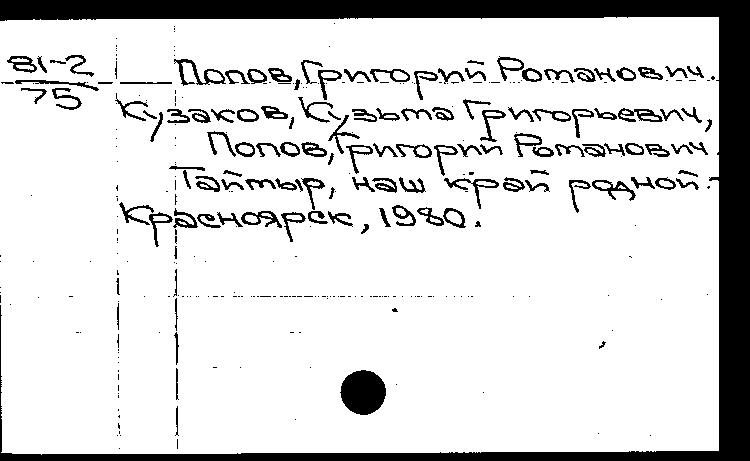 81-2
75
Попов, Григорий Романович.
Кузаков, Кузьма Григорьевич,
Попов, Григорий Романович.
Таймыр, наш край родной.-
Красноярск, 1980.